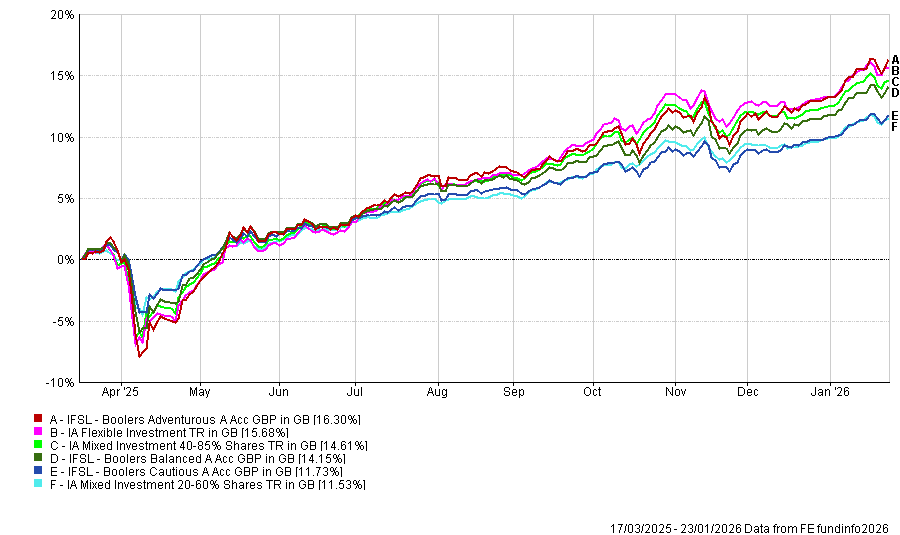 20%
15%
10%
5%
0%
-5%
-10%
A
B
C
D
E
F
Apr '25 May Jun Jul Aug Sep Oct Nov Dec Jan '26
A - IFSL - Boolers Adventurous A Acc GBP in GB [16.30%]
B - IA Flexible Investment TR in GB [15.68%]
C - IA Mixed Investment 40-85% Shares TR in GB [14.61%]
D - IFSL - Boolers Balanced A Acc GBP in GB [14.15%]
E - IFSL - Boolers Cautious A Acc GBP in GB [11.73%]
F - IA Mixed Investment 20-60% Shares TR in GB [11.53%]
17/03/2025 - 23/01/2026 Data from FE fundinfo2026